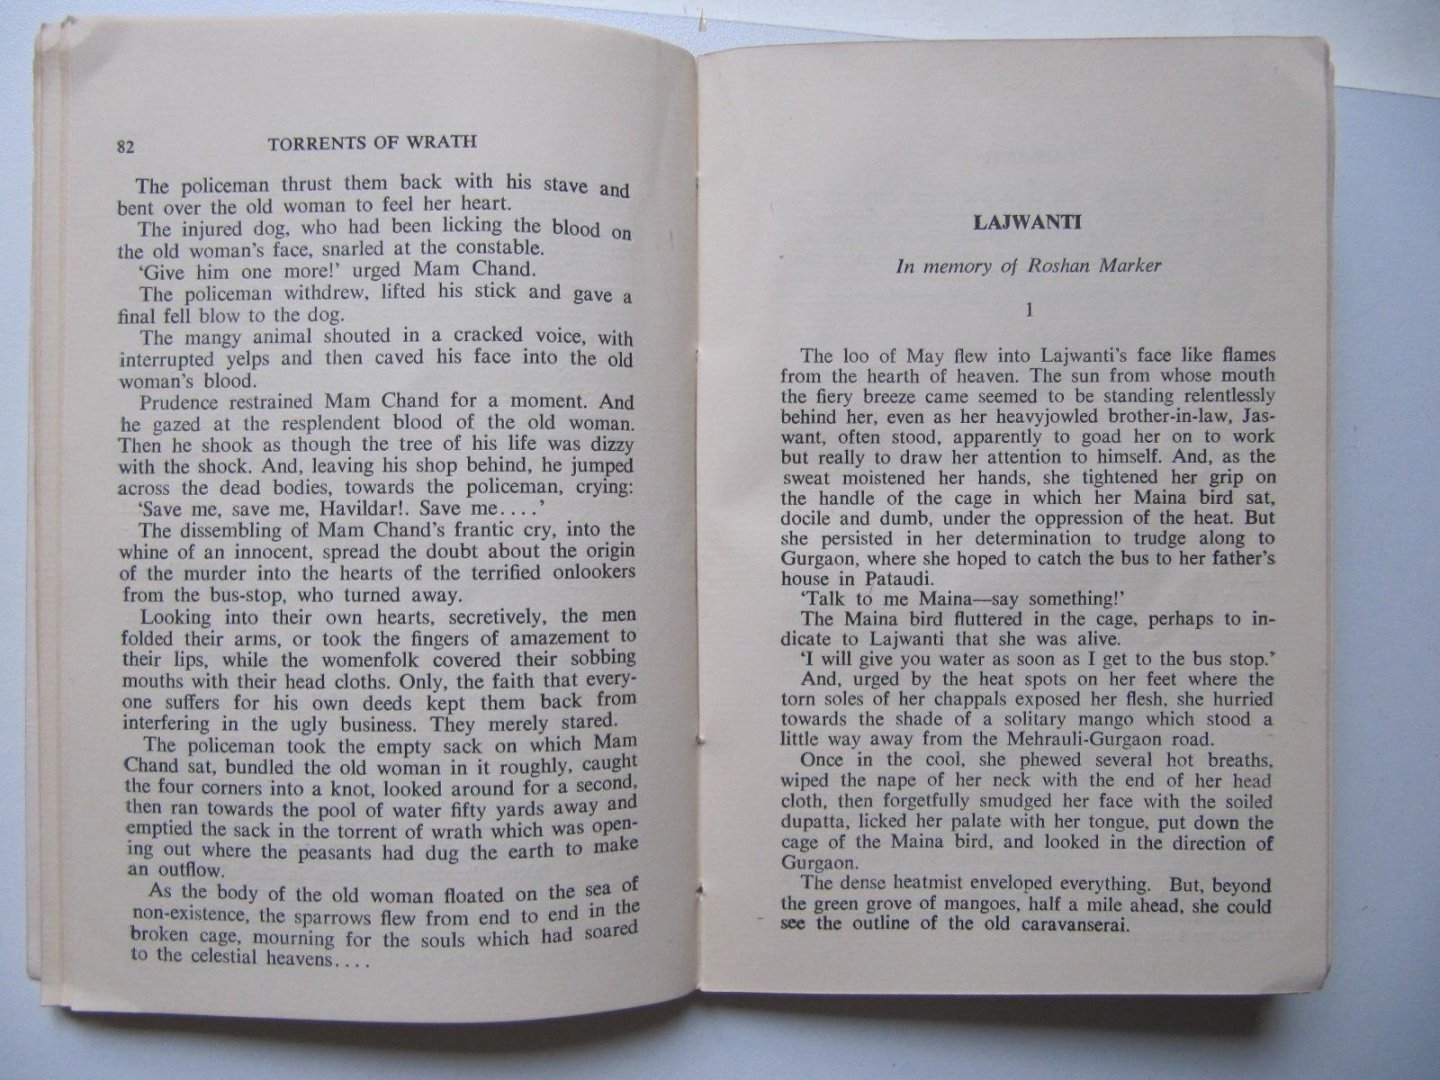 82
TORRENTS OF WRATH
The policeman thrust them back with his stave and
bent over the old woman to feel her heart.
The injured dog, who had been licking the blood on
the old woman's face, snarled at the constable.
'Give him one more!' urged Mam Chand.
The policeman withdrew, lifted his stick and gave a
final fell blow to the dog.
The mangy animal shouted in a cracked voice, with
interrupted yelps and then caved his face into the old
woman's blood.
Prudence restrained Mam Chand for a moment. And
he gazed at the resplendent blood of the old woman.
Then he shook as though the tree of his life was dizzy
with the shock. And, leaving his shop behind, he jumped
across the dead bodies, towards the policeman, crying:
'Save me, save me, Havildar!. Save me....'
The dissembling of Mam Chand's frantic cry, into the
whine of an innocent, spread the doubt about the origin
of the murder into the hearts of the terrified onlookers
from the bus-stop, who turned away.
Looking into their own hearts, secretively, the men
folded their arms, or took the fingers of amazement to
their lips, while the womenfolk covered their sobbing
mouths with their head cloths. Only, the faith that every-
one suffers for his own deeds kept them back from
interfering in the ugly business. They merely stared.
The policeman took the empty sack on which Mam
Chand sat, bundled the old woman in it roughly, caught
the four corners into a knot, looked around for a second,
then ran towards the pool of water fifty yards away and
emptied the sack in the torrent of wrath which was open-
ing out where the peasants had dug the earth to make
an outflow.
As the body of the old woman floated on the sea of
non-existence, the sparrows flew from end to end in the
broken cage, mourning for the souls which had soared
to the celestial heavens....
LAJWANTI
In memory of Roshan Marker
1
The loo of May flew into Lajwanti's face like flames
from the hearth of heaven. The sun from whose mouth
the fiery breeze came seemed to be standing relentlessly
behind her, even as her heavyjowled brother-in-law, Jas-
want, often stood, apparently to goad her on to work
but really to draw her attention to himself. And, as the
sweat moistened her hands, she tightened her grip on
the handle of the cage in which her Maina bird sat,
docile and dumb, under the oppression of the heat. But
she persisted in her determination to trudge along to
Gurgaon, where she hoped to catch the bus to her father's
house in Pataudi.
'Talk to me Maina—say something!'
The Maina bird fluttered in the cage, perhaps to in-
dicate to Lajwanti that she was alive.
'I will give you water as soon as I get to the bus stop.'
And, urged by the heat spots on her feet where the
torn soles of her chappals exposed her flesh, she hurried
towards the shade of a solitary mango which stood a
little way away from the Mehrauli-Gurgaon road.
Once in the cool, she phewed several hot breaths,
wiped the nape of her neck with the end of her head
cloth, then forgetfully smudged her face with the soiled
dupatta, licked her palate with her tongue, put down the
cage of the Maina bird, and looked in the direction of
Gurgaon.
The dense heatmist enveloped everything. But, beyond
the green grove of mangoes, half a mile ahead, she could
see the outline of the old caravanserai.